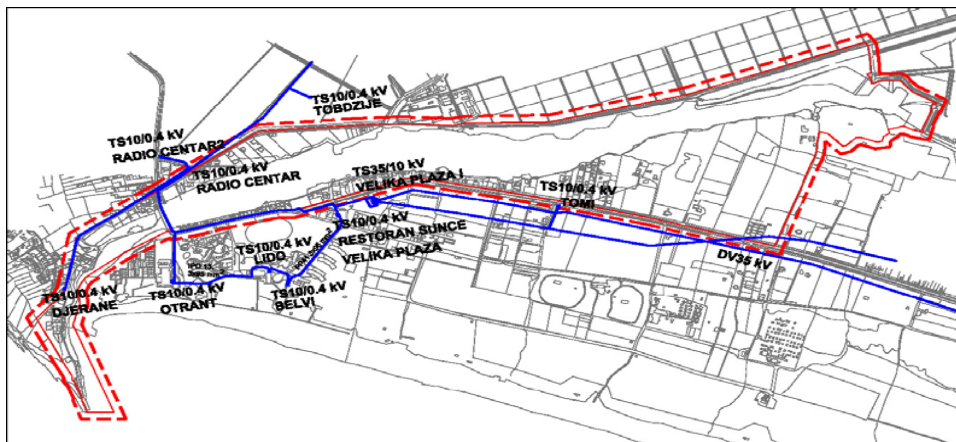 TS10/0.4 kV
TOBDZIJE
TS10/0.4 kV
RADIO CENTAR2
TS10/0.4 kV
RADIO CENTAR
TS35/10 kV
VELIKA PLAZA I
TS10/0.4 kV
TOMI
TS10/0.4 kV
RESTORAN SUNCE
VELIKA PLAZA
TS10/0.4 kV
LIDO
DV35 kV
TS10/0.4 kV
DJERANE
TS10/0.4 kV
OTRANT
TS10/0.4 kV
BELVI